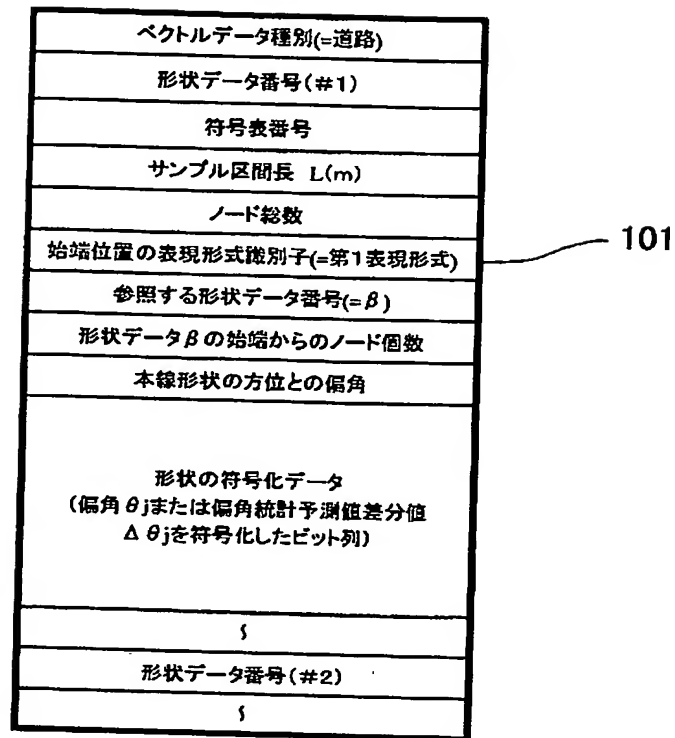 ベクトルデータ種別(=道路)
形状データ番号(#1)
符号表番号
サンプル区間長 L(m)
ノード総数
始端位置の表現形式識別子(=第1表現形式)
101
参照する形状データ番号(=β)
形状データβの始端からのノード個数
本線形状の方位との偏角
形状の符号化データ
(偏角θjまたは偏角統計予測値差分値
Δθjを符号化したビット列)
〜
形状データ番号(#2)
〜